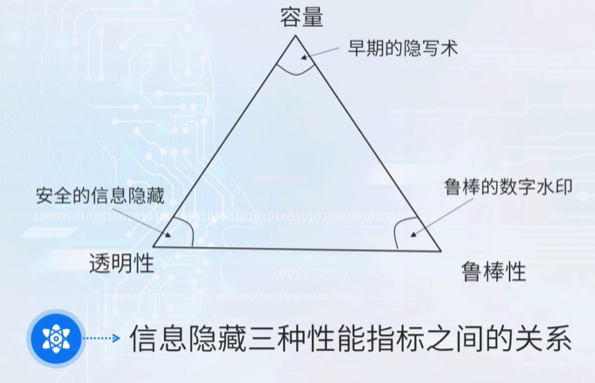 容量
早期的隐写术
安全的信息隐藏
鲁棒的数字水印
透明性
鲁棒性
信息隐藏三种性能指标之间的关系